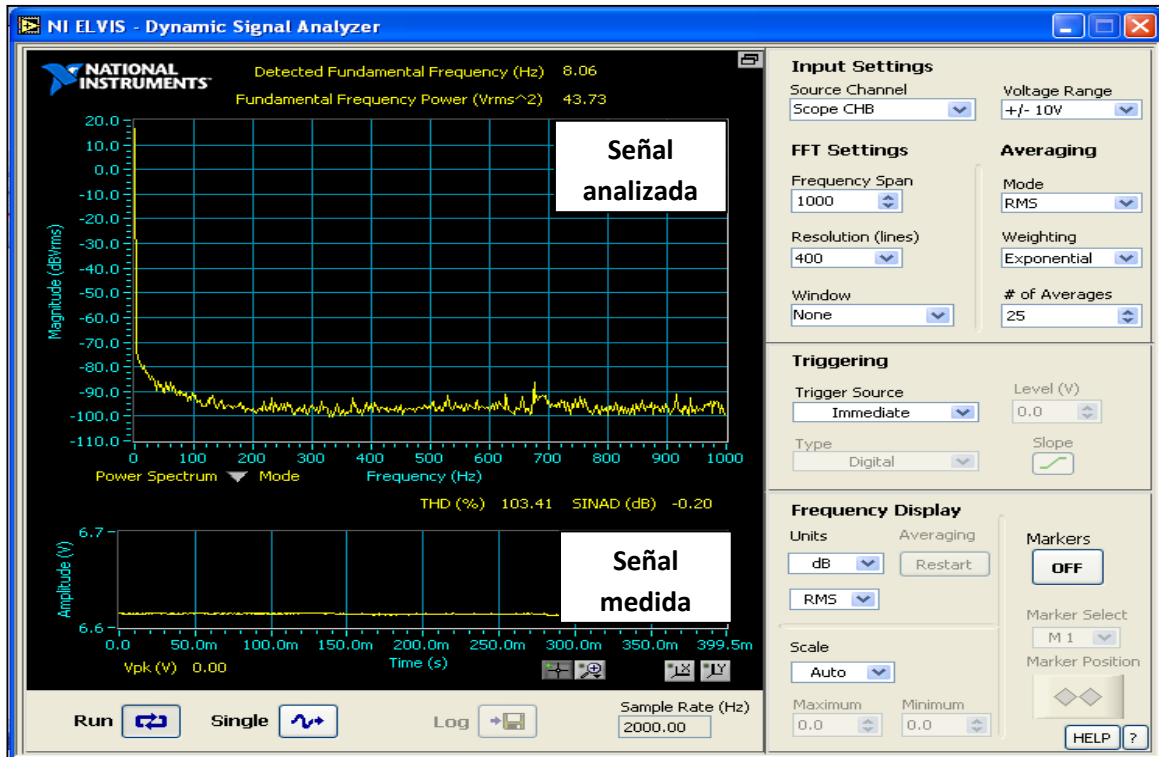 NI ELVIS - Dynamic Signal Analyzer
NATIONAL
INSTRUMENTS
Detected Fundamental Frequency (Hz) 8.06
Fundamental Frequency Power (Vrms^2) 43.73
Señal
analizada
Magnitude (dBVrms)
20.0
10.0
0.0
-10.0
-20.0
-30.0
-40.0
-50.0
-60.0
-70.0
-80.0
-90.0
-100.0
-110.0
0 100 200 300 400 500 600 700 800 900 1000
Power Spectrum Mode Frequency (Hz)
THD (%) 103.41 SINAD (dB) -0.20
Amplitude (V)
6.7
6.6
Señal
medida
0.0 50.0m 100.0m 150.0m 200.0m 250.0m 300.0m 350.0m 399.5m
Vpk (V) 0.00 Time (s)
X Y
Run Single Log
Sample Rate (Hz)
2000.00
Input Settings
Source Channel
Scope CHB
Voltage Range
+/- 10V
FFT Settings
Frequency Span
1000
Resolution (lines)
400
Window
None
Averaging
Mode
RMS
Weighting
Exponential
# of Averages
25
Triggering
Trigger Source
Immediate
Level (V)
0.0
Type
Digital
Slope
Frequency Display
Units
dB
RMS
Averaging
Restart
Scale
Auto
Maximum
0.0
Minimum
0.0
Markers
OFF
Marker Select
M 1
Marker Position
HELP ?